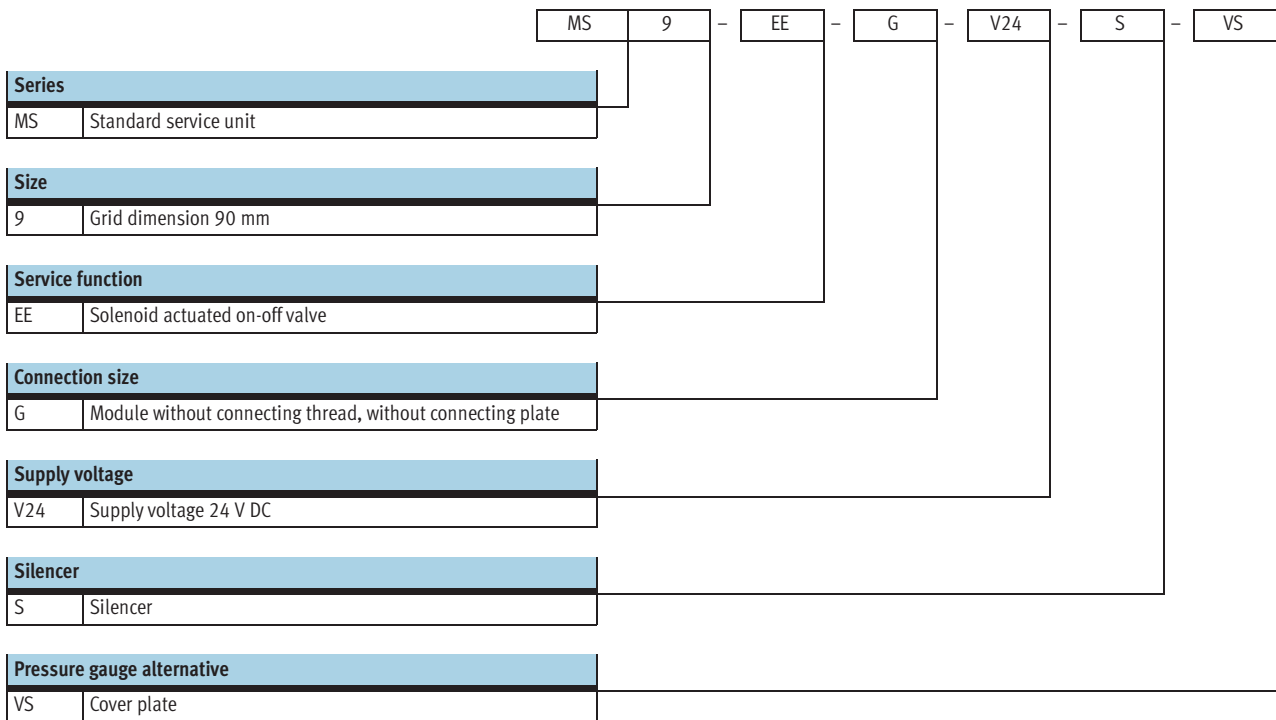 MS 9 – EE – G – V24 – S – VS
Series
MS Standard service unit
Size
9 Grid dimension 90 mm
Service function
EE Solenoid actuated on-off valve
Connection size
G Module without connecting thread, without connecting plate
Supply voltage
V24 Supply voltage 24 V DC
Silencer
S Silencer
Pressure gauge alternative
VS Cover plate